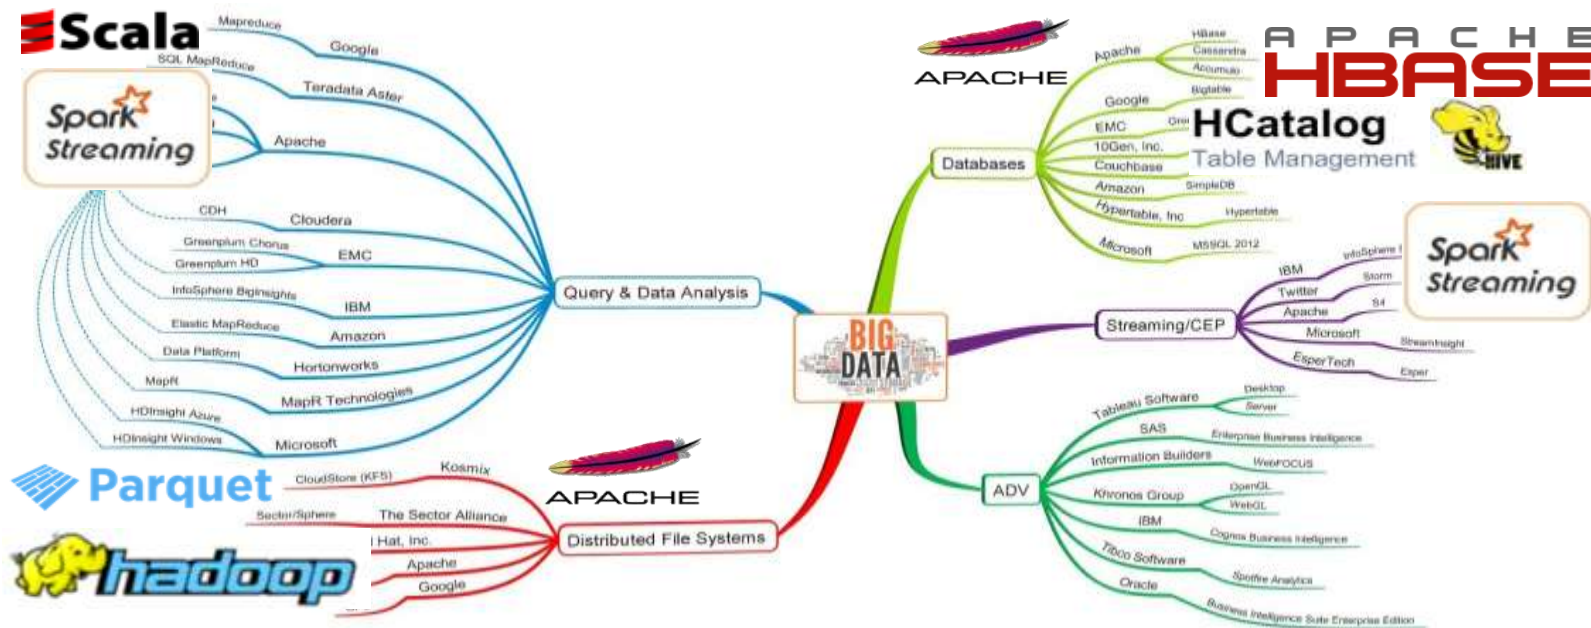 Scala
Mapreduce
Google
SQL MapReduce
Teradata Aster
Spark
Streaming
Apache
CDH
Cloudera
Greenplum Chorus
Greenplum HD
EMC
InfoSphere BigInsights
IBM
Elastic MapReduce
Amazon
Data Platform
Hortonworks
MapR
MapR Technologies
HDInsight Azure
HDInsight Windows
Microsoft
Query & Data Analysis
BIG
DATA
Parquet
hadoop
APACHE
CloudStore (KFS)
Kosmix
Sector/Sphere
The Sector Alliance
Hat, Inc.
Apache
Google
Distributed File Systems
APACHE
Databases
Apache
HBase
Cassandra
Accumulo
Google
Bigtable
EMC
10Gen, Inc.
Couchbase
Amazon
SimpleDB
Hypertable, Inc
Hypertable
Microsoft
MSSQL 2012
APACHE
HBASE
HCatalog
Table Management
HIVE
Spark
Streaming
Streaming/CEP
IBM
InfoSphere
Twitter
Storm
Apache
S4
Microsoft
StreamInsight
EsperTech
Esper
ADV
Tableau Software
Desktop
Server
SAS
Enterprise Business Intelligence
Information Builders
WebFOCUS
Khronos Group
OpenGL
WebGL
IBM
Cognos Business Intelligence
Tibco Software
Spotfire Analytics
Oracle
Business Intelligence Suite Enterprise Edition